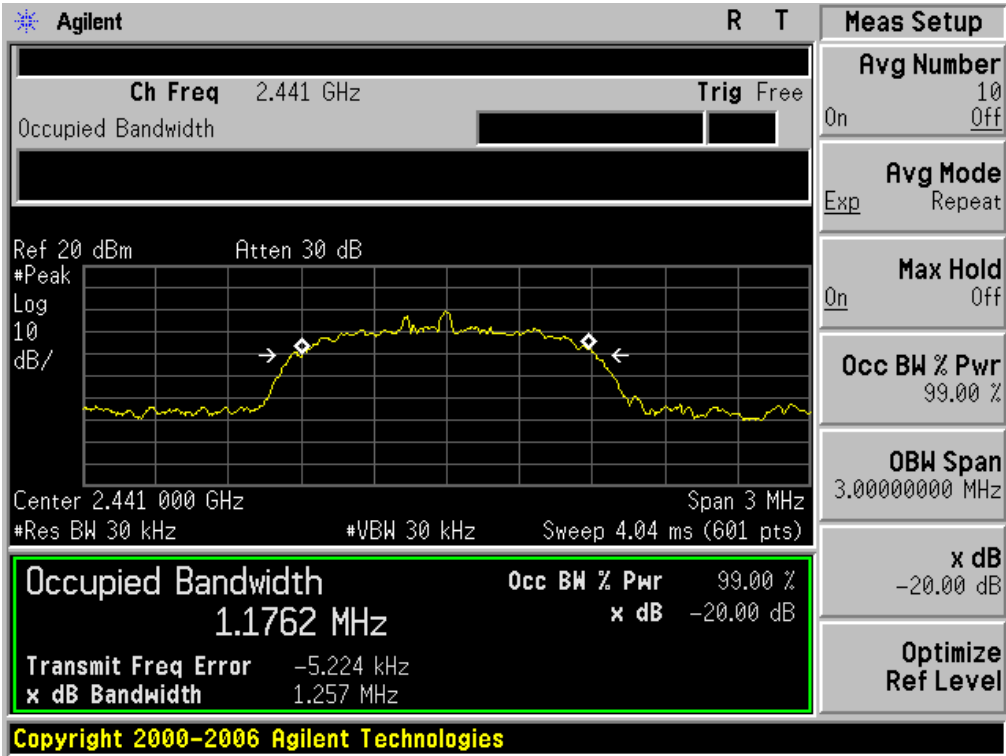 Agilent R T
Ch Freq 2.441 GHz Trig Free
Occupied Bandwidth
Ref 20 dBm Atten 30 dB
#Peak
Log
10
dB/
Center 2.441 000 GHz Span 3 MHz
#Res BW 30 kHz #VBW 30 kHz Sweep 4.04 ms (601 pts)
Occupied Bandwidth Occ BW % Pwr 99.00 %
1.1762 MHz x dB -20.00 dB
Transmit Freq Error -5.224 kHz
x dB Bandwidth 1.257 MHz
Copyright 2000-2006 Agilent Technologies
Meas Setup
Avg Number
10
On Off
Avg Mode
Exp Repeat
Max Hold
On Off
Occ BW % Pwr
99.00 %
OBW Span
3.00000000 MHz
x dB
-20.00 dB
Optimize
Ref Level